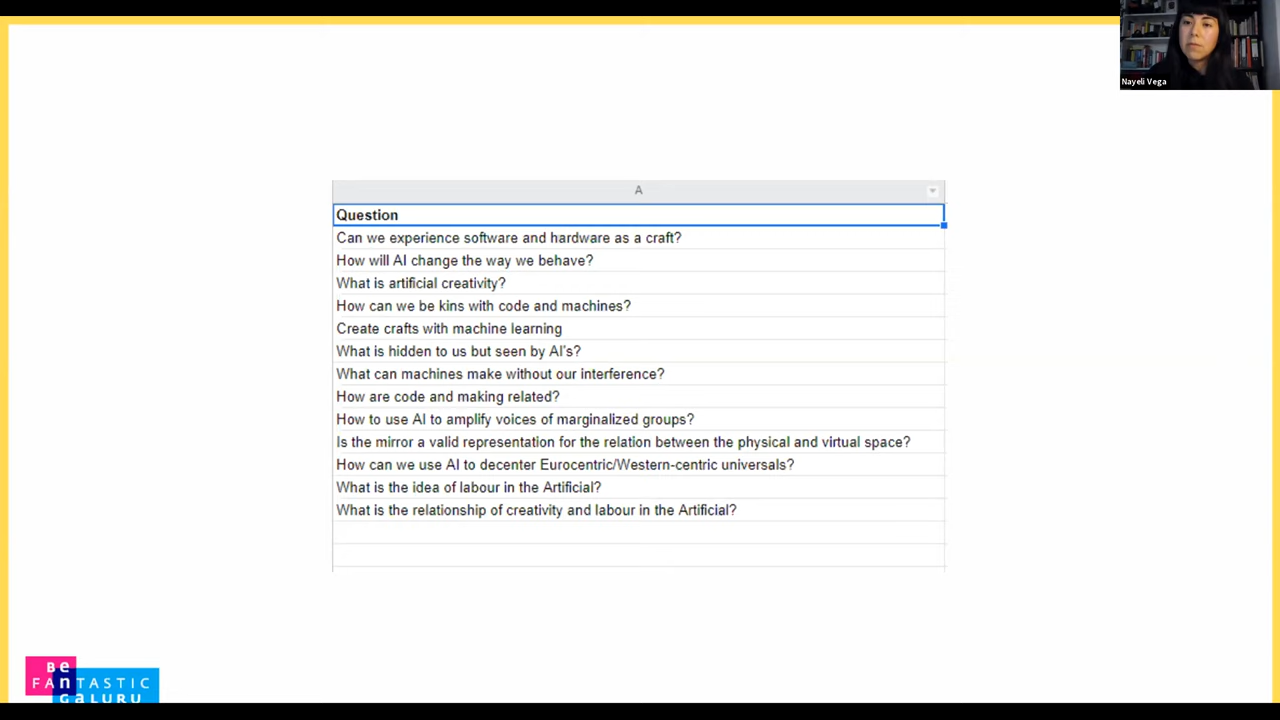 Nayeli Vega
A
Question
Can we experience software and hardware as a craft?
How will AI change the way we behave?
What is artificial creativity?
How can we be kins with code and machines?
Create crafts with machine learning
What is hidden to us but seen by AI's?
What can machines make without our interference?
How are code and making related?
How to use AI to amplify voices of marginalized groups?
Is the mirror a valid representation for the relation between the physical and virtual space?
How can we use AI to decenter Eurocentric/Western-centric universals?
What is the idea of labour in the Artificial?
What is the relationship of creativity and labour in the Artificial?
Be
FANTASTIC
nGaLURU